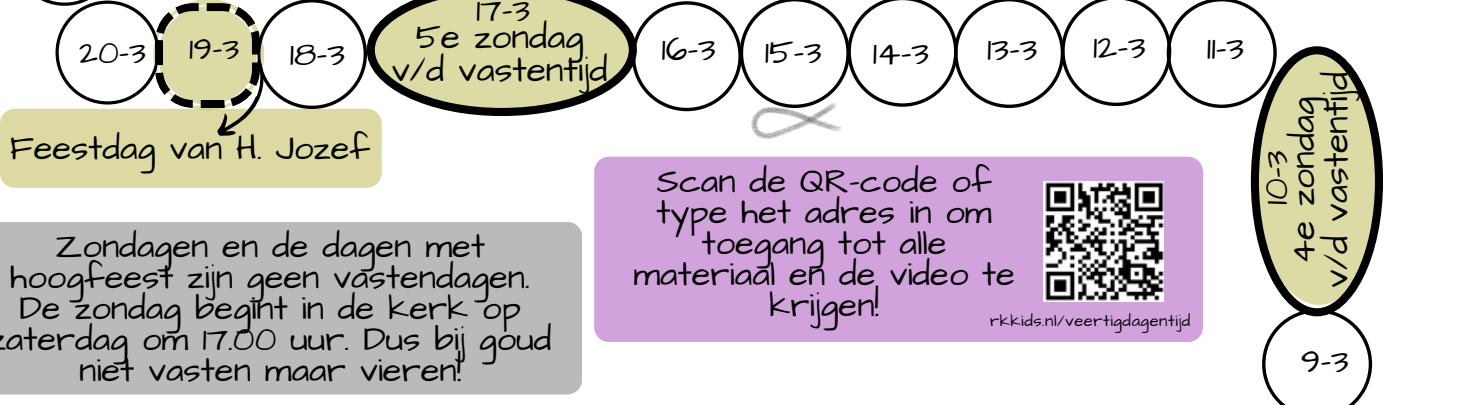 20-3
19-3
18-3
17-3
5e zondag
v/d vastentijd
16-3
15-3
14-3
13-3
12-3
11-3
10-3
4e zondag
v/d vastentijd
9-3
Feestdag van H. Jozef
Scan de QR-code of
type het adres in om
toegang tot alle
materiaal en de video te
krijgen!
rkkids.nl/veertigdagentijd
Zondagen en de dagen met
hoogfeest zijn geen vastendagen.
De zondag begint in de kerk op
zaterdag om 17.00 uur. Dus bij goud
niet vasten maar vieren!